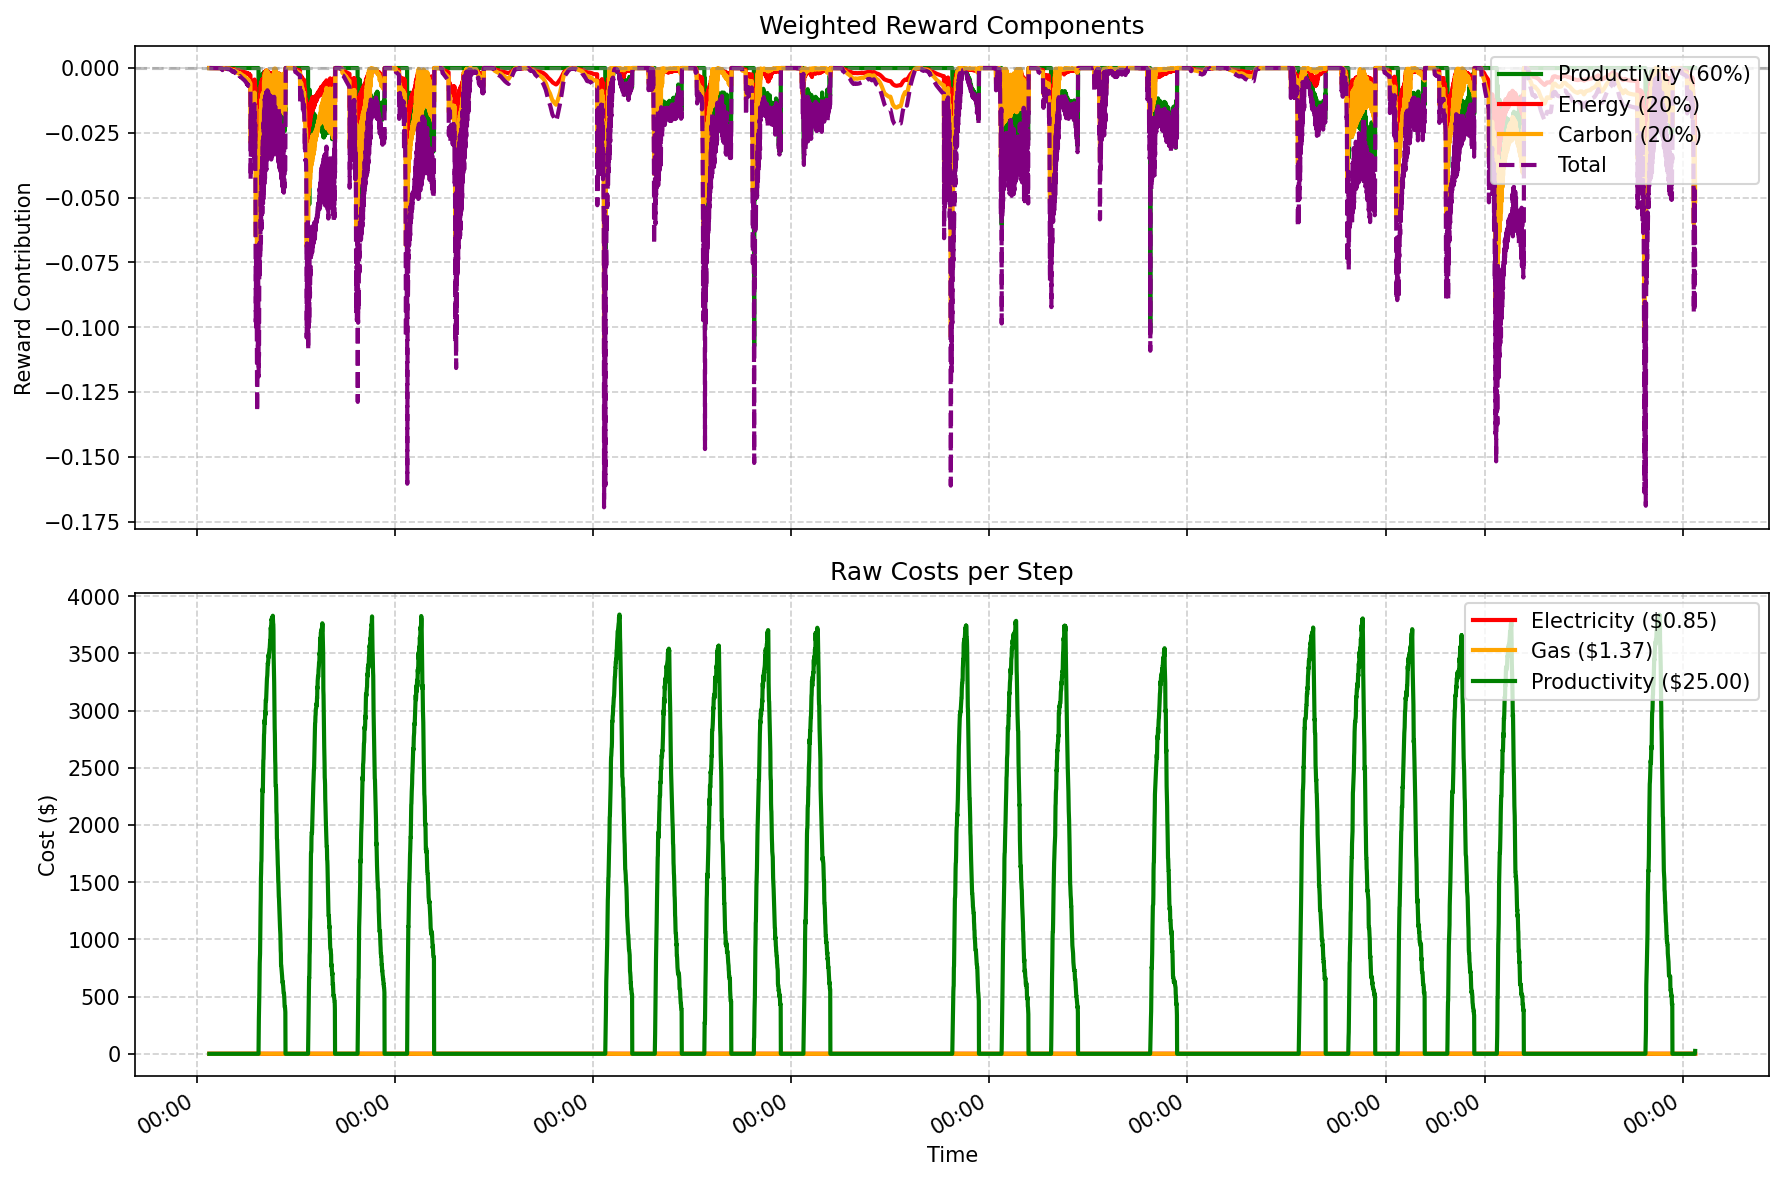 Weighted Reward Components
Reward Contribution
0.000
−0.025
−0.050
−0.075
−0.100
−0.125
−0.150
−0.175
Productivity (60%)
Energy (20%)
Carbon (20%)
Total
Raw Costs per Step
Cost ($)
4000
3500
3000
2500
2000
1500
1000
500
0
Electricity ($0.85)
Gas ($1.37)
Productivity ($25.00)
00:00
00:00
00:00
00:00
00:00
00:00
00:00
00:00
00:00
Time